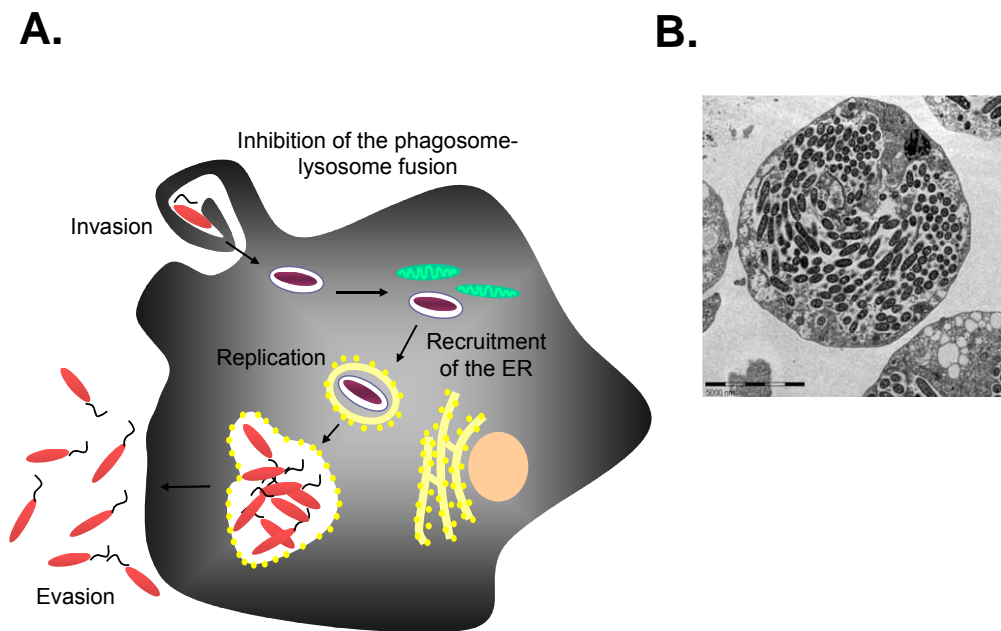 A.
B.
Inhibition of the phagosome-
lysosome fusion
Invasion
Replication
Recruitment
of the ER
Evasion
5000 nm